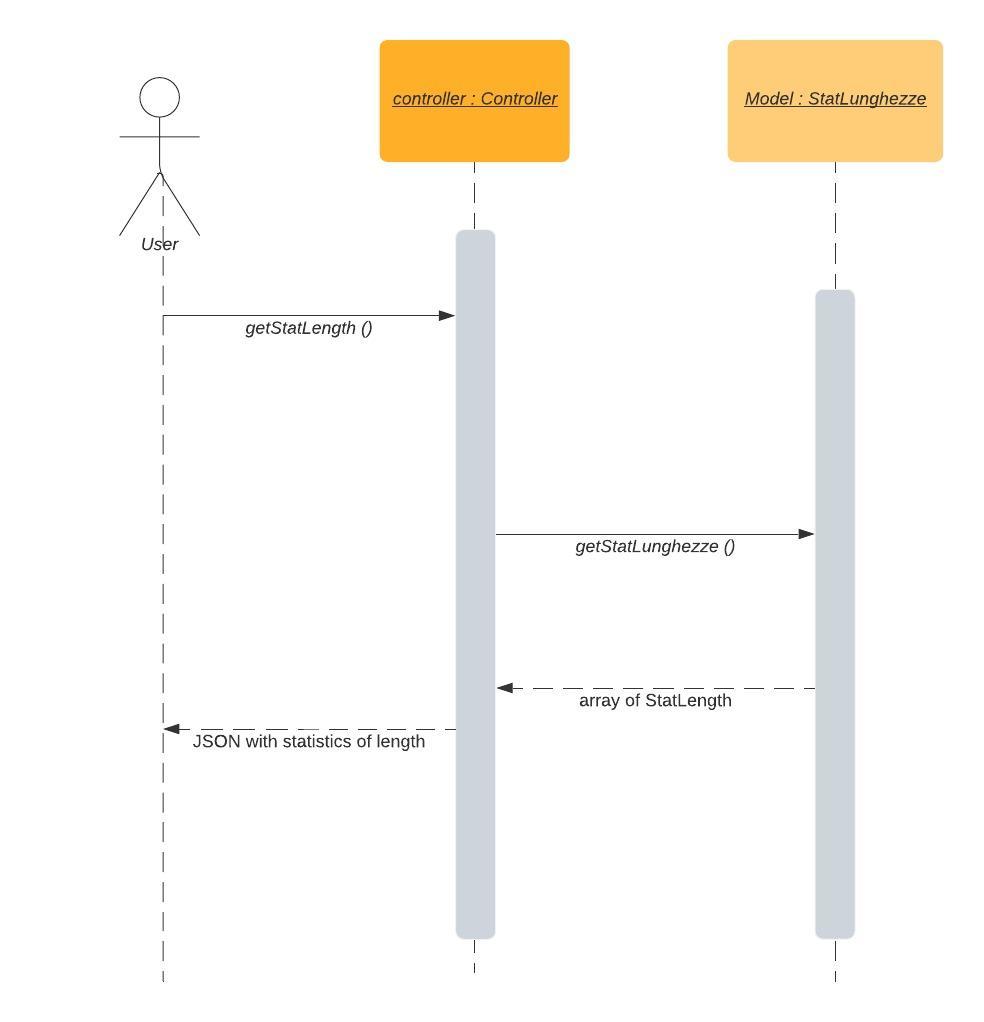 controller : Controller
Model : StatLunghezze
User
getStatLength ()
getStatLunghezze ()
array of StatLength
JSON with statistics of length